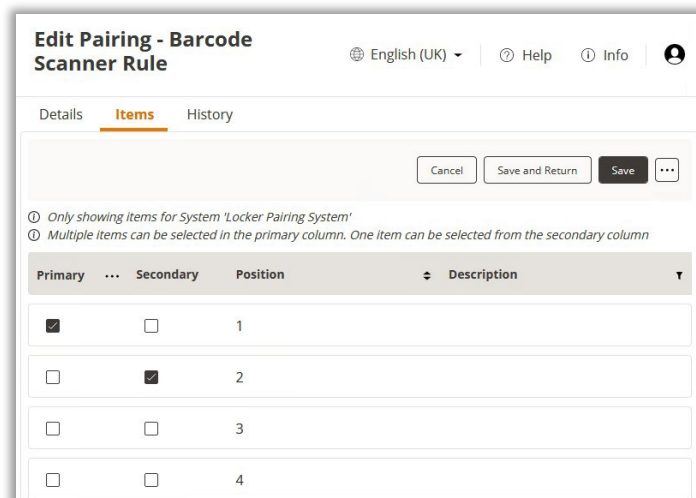 Edit Pairing - Barcode
Scanner Rule
English (UK) Help Info
Details Items History
Cancel Save and Return Save ...
Only showing items for System 'Locker Pairing System'
Multiple items can be selected in the primary column. One item can be selected from the secondary column
Primary ... Secondary Position Description
1
2
3
4